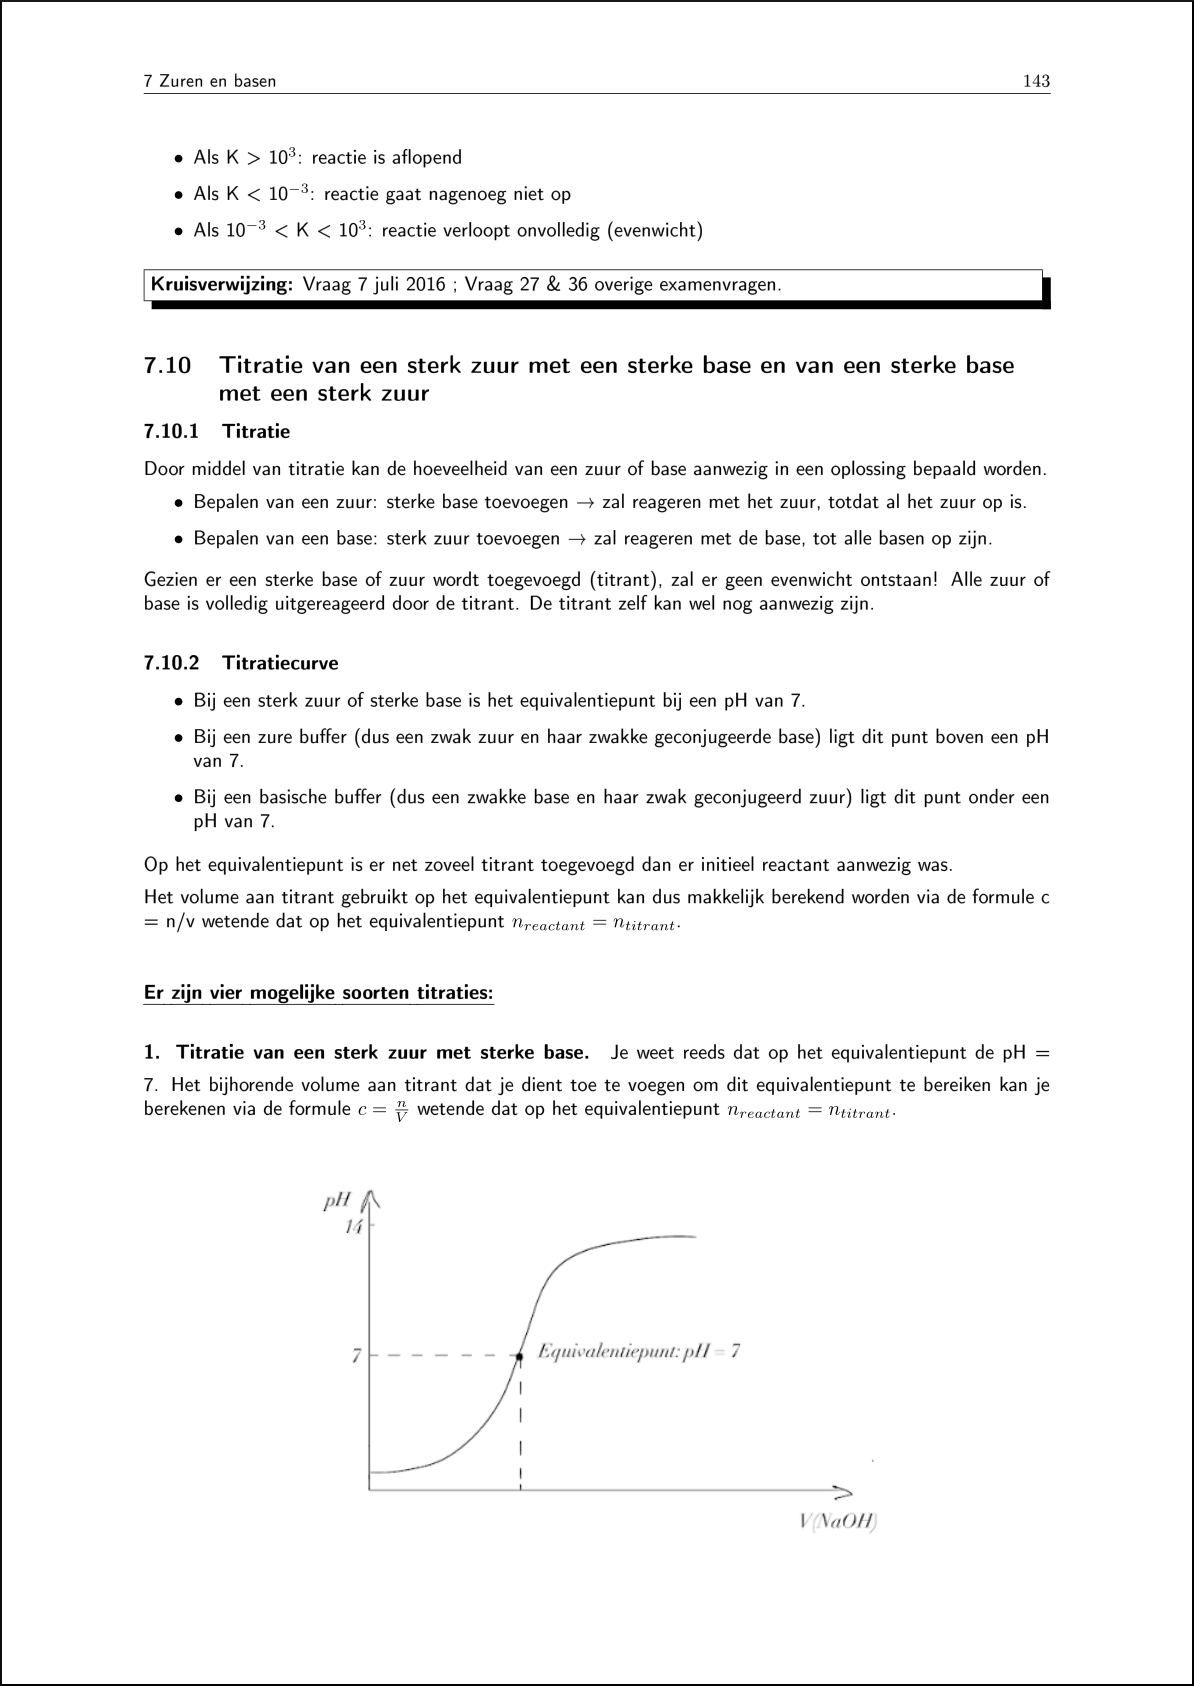 7 Zuren en basen 143
• Als K > 10³: reactie is aflopend
• Als K < 10⁻³: reactie gaat nagenoeg niet op
• Als 10⁻³ < K < 10³: reactie verloopt onvolledig (evenwicht)
Kruisverwijzing: Vraag 7 juli 2016 ; Vraag 27 & 36 overige examenvragen.
7.10 Titratie van een sterk zuur met een sterke base en van een sterke base
met een sterk zuur
7.10.1 Titratie
Door middel van titratie kan de hoeveelheid van een zuur of base aanwezig in een oplossing bepaald worden.
• Bepalen van een zuur: sterke base toevoegen → zal reageren met het zuur, totdat al het zuur op is.
• Bepalen van een base: sterk zuur toevoegen → zal reageren met de base, tot alle basen op zijn.
Gezien er een sterke base of zuur wordt toegevoegd (titrant), zal er geen evenwicht ontstaan! Alle zuur of
base is volledig uitgereageerd door de titrant. De titrant zelf kan wel nog aanwezig zijn.
7.10.2 Titratiecurve
• Bij een sterk zuur of sterke base is het equivalentiepunt bij een pH van 7.
• Bij een zure buffer (dus een zwak zuur en haar zwakke geconjugeerde base) ligt dit punt boven een pH
van 7.
• Bij een basische buffer (dus een zwakke base en haar zwak geconjugeerd zuur) ligt dit punt onder een
pH van 7.
Op het equivalentiepunt is er net zoveel titrant toegevoegd dan er initieel reactant aanwezig was.
Het volume aan titrant gebruikt op het equivalentiepunt kan dus makkelijk berekend worden via de formule c
= n/v wetende dat op het equivalentiepunt n_reactant = n_titrant.
Er zijn vier mogelijke soorten titraties:
1. Titratie van een sterk zuur met sterke base. Je weet reeds dat op het equivalentiepunt de pH =
7. Het bijhorende volume aan titrant dat je dient toe te voegen om dit equivalentiepunt te bereiken kan je
berekenen via de formule c = n/V wetende dat op het equivalentiepunt n_reactant = n_titrant.
pH
14
7
Equivalentiepunt: pH = 7
V(NaOH)